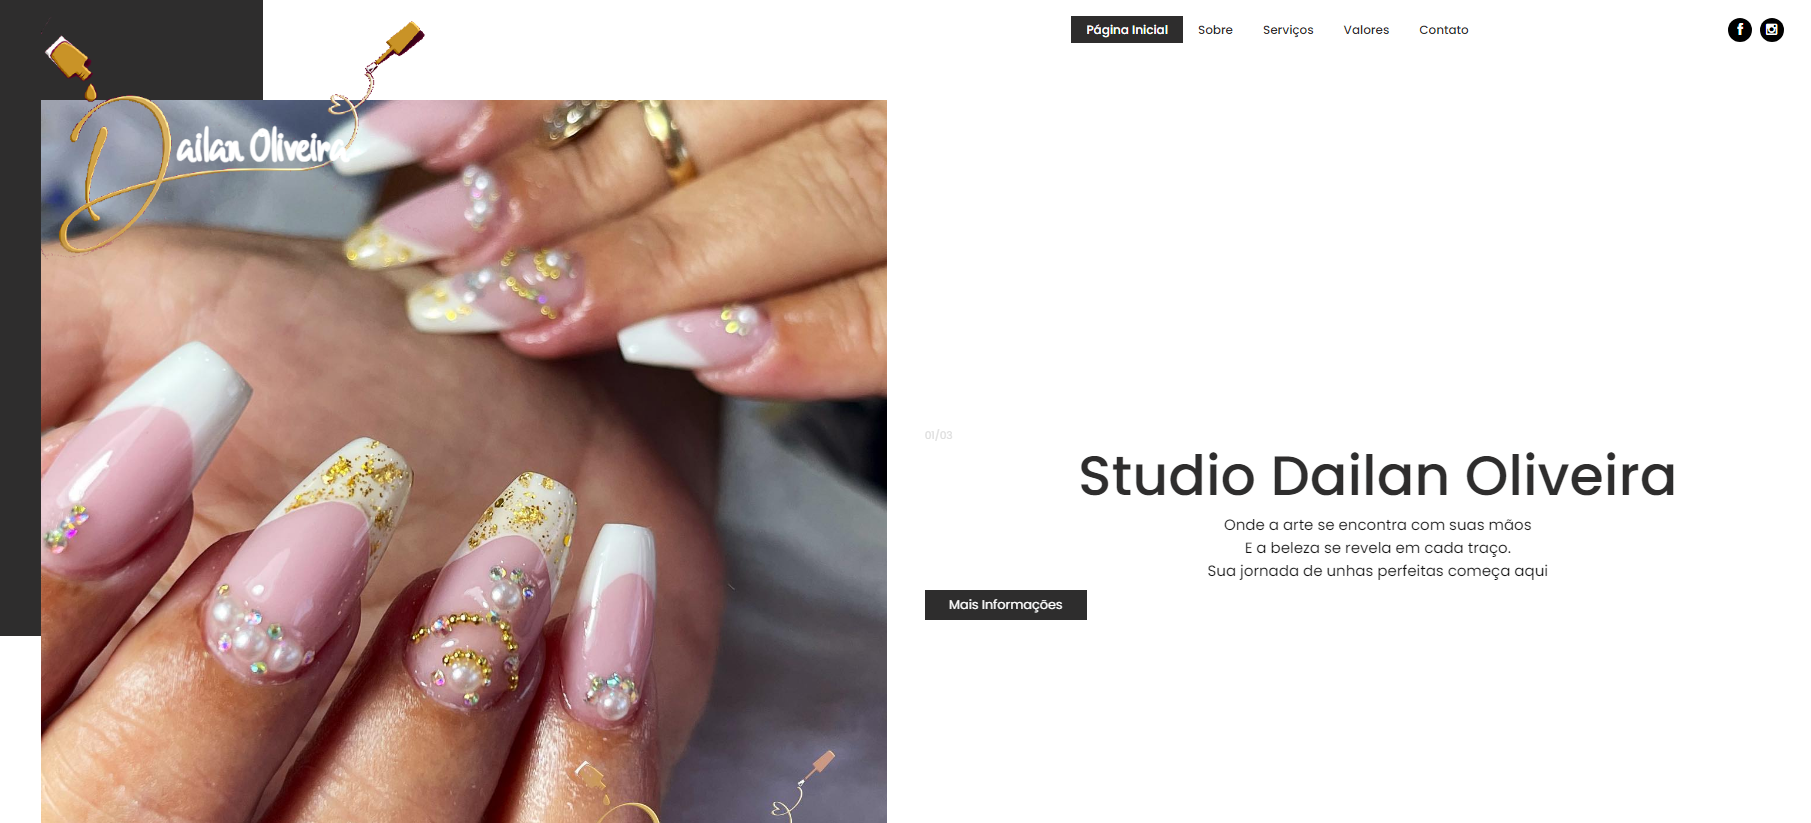 Dailan Oliveira
Página Inicial
Sobre
Serviços
Valores
Contato
01/03
Studio Dailan Oliveira
Onde a arte se encontra com suas mãos
E a beleza se revela em cada traço.
Sua jornada de unhas perfeitas começa aqui
Mais Informações